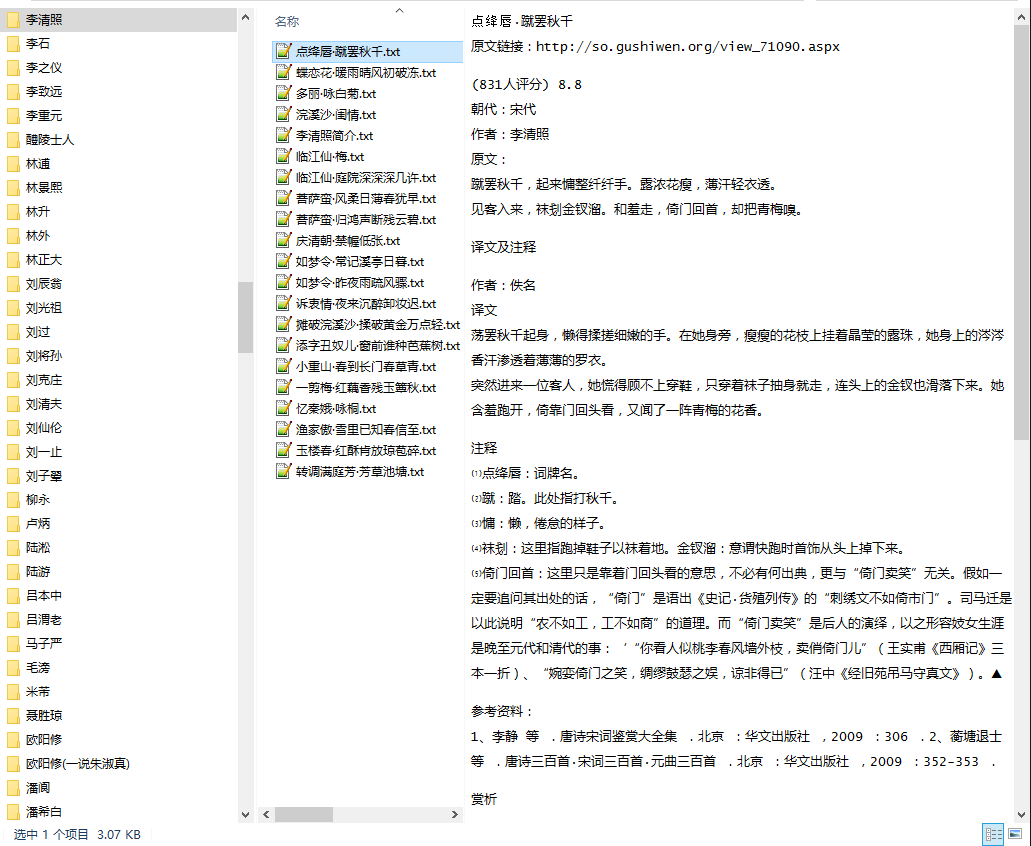 李清照
李石
李之仪
李致远
李重元
醴陵士人
林逋
林景熙
林升
林外
林正大
刘辰翁
刘光祖
刘过
刘将孙
刘克庄
刘清夫
刘仙伦
刘一止
刘子翚
柳永
卢炳
陆淞
陆游
吕本中
吕渭老
马子严
毛滂
米芾
聂胜琼
欧阳修
欧阳修(一说朱淑真)
潘阆
潘希白
名称
点绛唇·蹴罢秋千.txt
蝶恋花·暖雨晴风初破冻.txt
多丽·咏白菊.txt
浣溪沙·闺情.txt
李清照简介.txt
临江仙·梅.txt
临江仙·庭院深深深几许.txt
菩萨蛮·风柔日薄春犹早.txt
菩萨蛮·归鸿声断残云碧.txt
庆清朝·禁幄低张.txt
如梦令·常记溪亭日暮.txt
如梦令·昨夜雨疏风骤.txt
诉衷情·夜来沉醉卸妆迟.txt
摊破浣溪沙·揉破黄金万点轻.txt
添字丑奴儿·窗前谁种芭蕉树.txt
小重山·春到长门春草青.txt
一剪梅·红藕香残玉簟秋.txt
忆秦娥·咏桐.txt
渔家傲·雪里已知春信至.txt
玉楼春·红酥肯放琼苞碎.txt
转调满庭芳·芳草池塘.txt
点绛唇·蹴罢秋千
原文链接：http://so.gushiwen.org/view_71090.aspx
(831人评分) 8.8
朝代：宋代
作者：李清照
原文：
蹴罢秋千，起来慵整纤纤手。露浓花瘦，薄汗轻衣透。
见客入来，袜刬金钗溜。和羞走，倚门回首，却把青梅嗅。
译文及注释
作者：佚名
译文
荡罢秋千起身，懒得揉搓细嫩的手。在她身旁，瘦瘦的花枝上挂着晶莹的露珠，她身上的涔涔
香汗渗透着薄薄的罗衣。
突然进来一位客人，她慌得顾不上穿鞋，只穿着袜子抽身就走，连头上的金钗也滑落下来。她
含羞跑开，倚靠门回头看，又闻了一阵青梅的花香。
注释
⑴点绛唇：词牌名。
⑵蹴：踏。此处指打秋千。
⑶慵：懒，倦怠的样子。
⑷袜刬：这里指跑掉鞋子以袜着地。金钗溜：意谓快跑时首饰从头上掉下来。
⑸倚门回首：这里只是靠着门回头看的意思，不必有何出典，更与“倚门卖笑”无关。假如一
定要追问其出处的话，“倚门”是语出《史记·货殖列传》的“刺绣文不如倚市门”。司马迁是
以此说明“农不如工，工不如商”的道理。而“倚门卖笑”是后人的演绎，以之形容妓女生涯
是晚至元代和清代的事：‘“你看人似桃李春风墙外枝，卖俏倚门儿”（王实甫《西厢记》三
本一折）、“婉娈倚门之笑，绸缪鼓瑟之娱，谅非得已”（汪中《经旧苑吊马守真文》）。▲
参考资料：
1、李静 等 ．唐诗宋词鉴赏大全集 ．北京 ：华文出版社 ，2009 ：306 ．2、蘅塘退士
等 ．唐诗三百首·宋词三百首·元曲三百首 ．北京 ：华文出版社 ，2009 ：352-353 ．
赏析
选中 1 个项目 3.07 KB